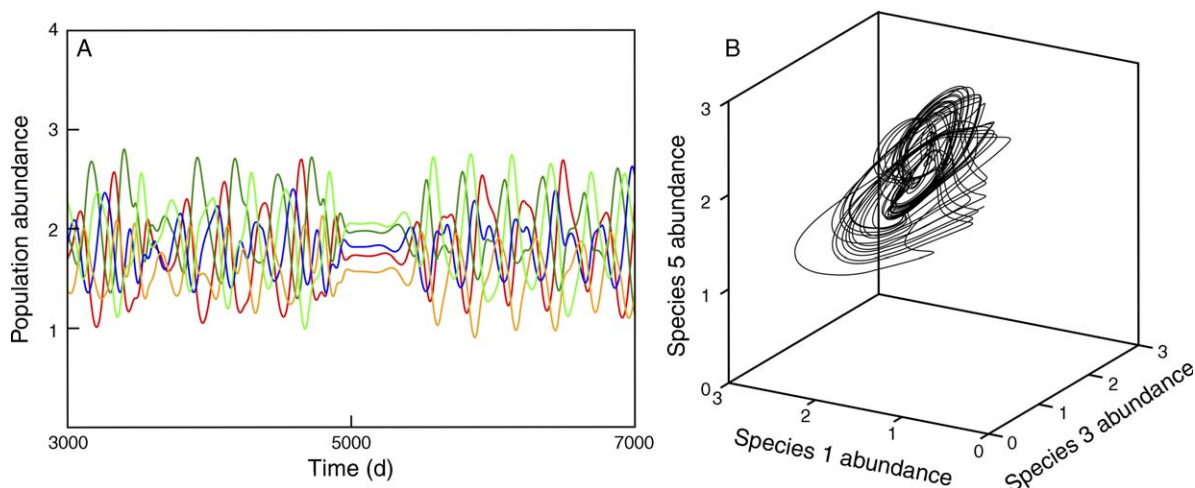 A
Population abundance
4
3
2
1
3000
5000
7000
Time (d)
B
Species 5 abundance
3
2
1
0
3
2
1
0
Species 1 abundance
0
1
2
3
Species 3 abundance